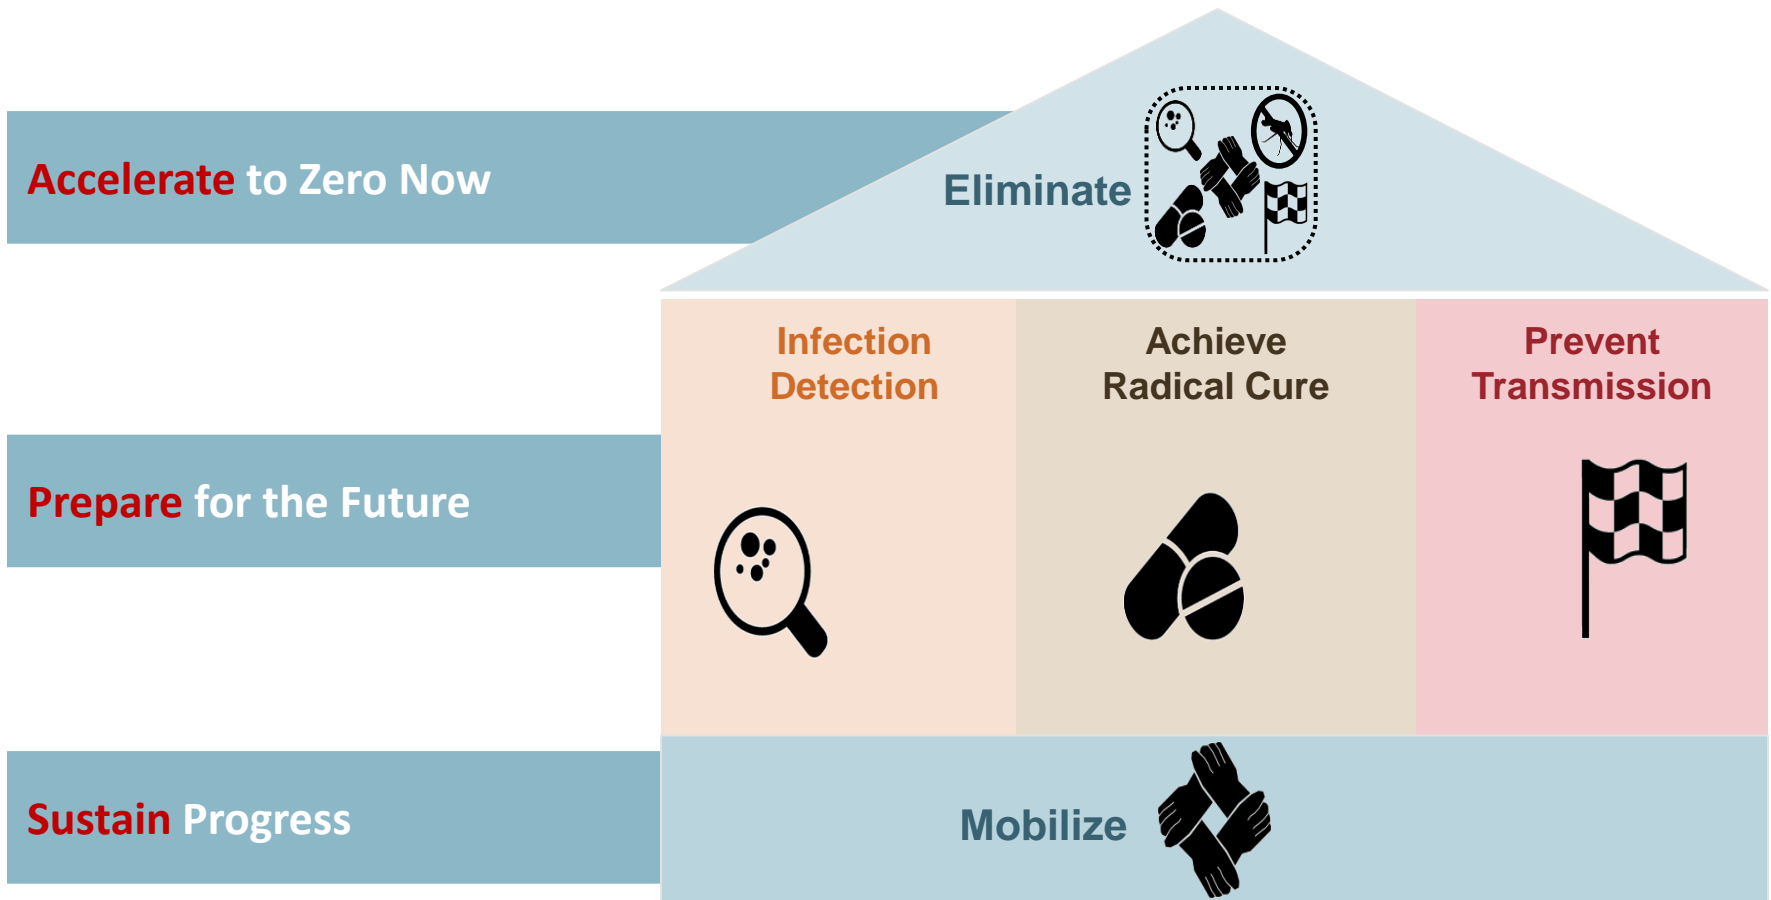 Accelerate to Zero Now
Eliminate
Infection
Detection
Achieve
Radical Cure
Prevent
Transmission
Prepare for the Future
Sustain Progress
Mobilize